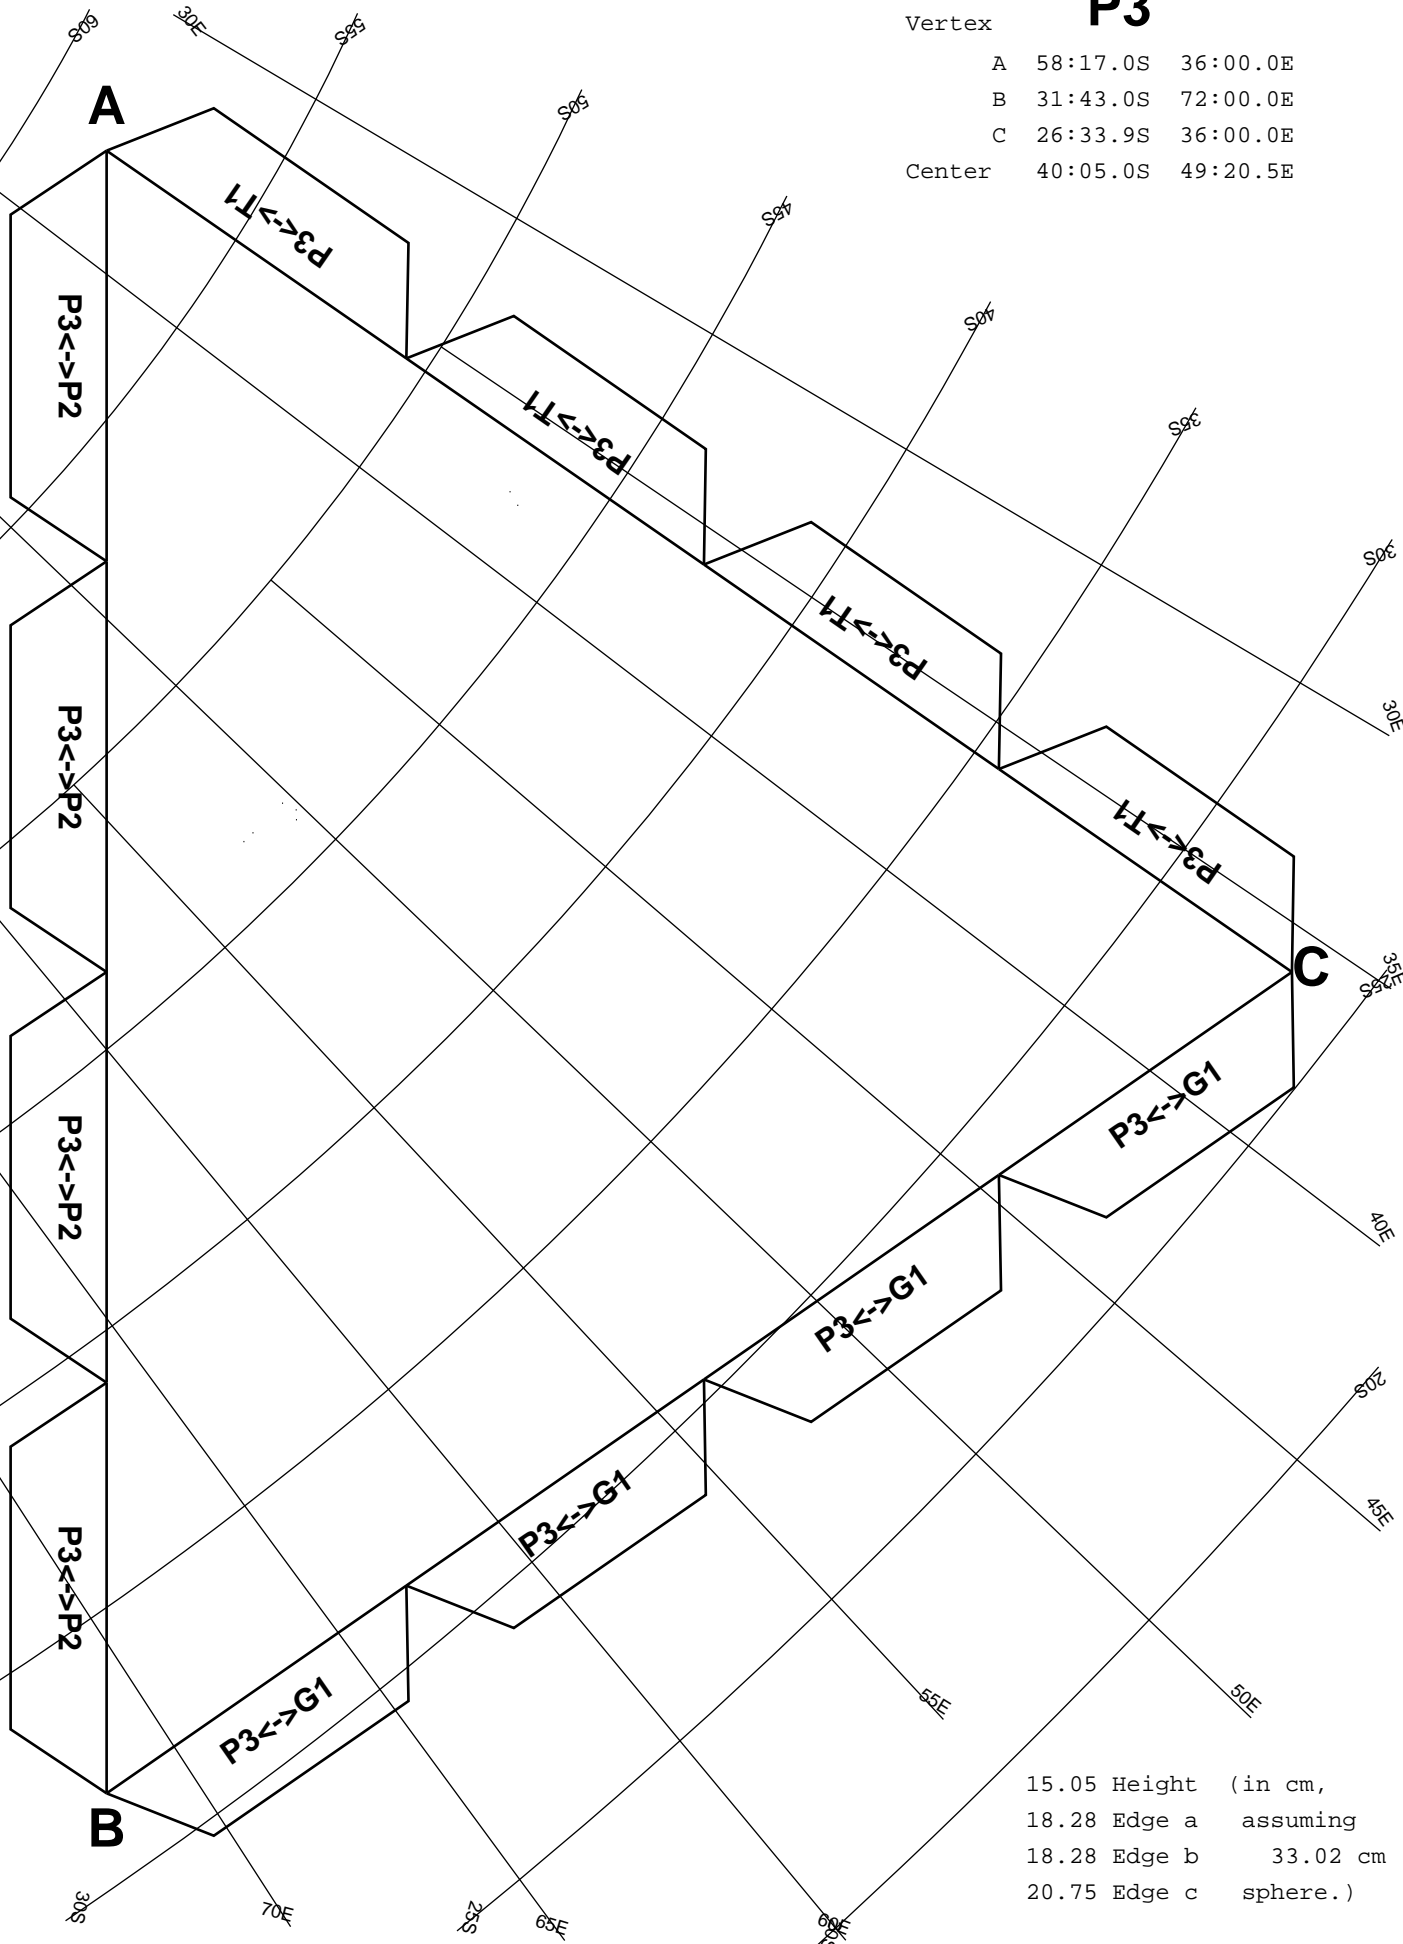 P3
Vertex
A 58:17.0S 36:00.0E
B 31:43.0S 72:00.0E
C 26:33.9S 36:00.0E
Center 40:05.0S 49:20.5E
60S
30E
55S
50S
45S
40S
35S
30S
30E
A
P3<->T1
P3<->T1
P3<->T1
P3<->T1
P3<->P2
P3<->P2
P3<->P2
P3<->P2
C
35E
25S
P3<->G1
P3<->G1
P3<->G1
P3<->G1
40E
20S
45E
50E
55E
B
30S
70E
25S
65E
60E
15.05 Height (in cm,
18.28 Edge a assuming
18.28 Edge b 33.02 cm
20.75 Edge c sphere.)